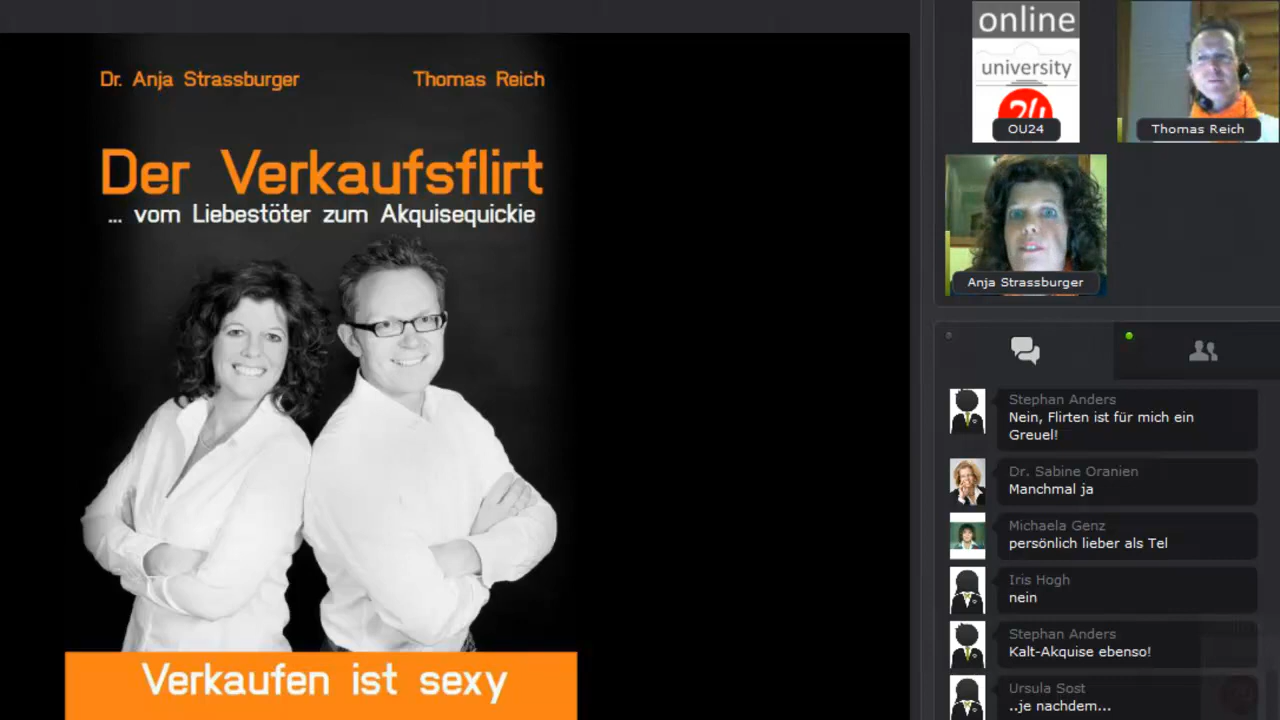 Dr. Anja Strassburger
Thomas Reich
Der Verkaufsflirt
... vom Liebestöter zum Akquisequickie
Verkaufen ist sexy
online
university
24
OU24
Thomas Reich
Anja Strassburger
Stephan Anders
Nein, Flirten ist für mich ein
Greuel!
Dr. Sabine Oranien
Manchmal ja
Michaela Genz
persönlich lieber als Tel
Iris Hogh
nein
Stephan Anders
Kalt-Akquise ebenso!
Ursula Sost
..je nachdem...